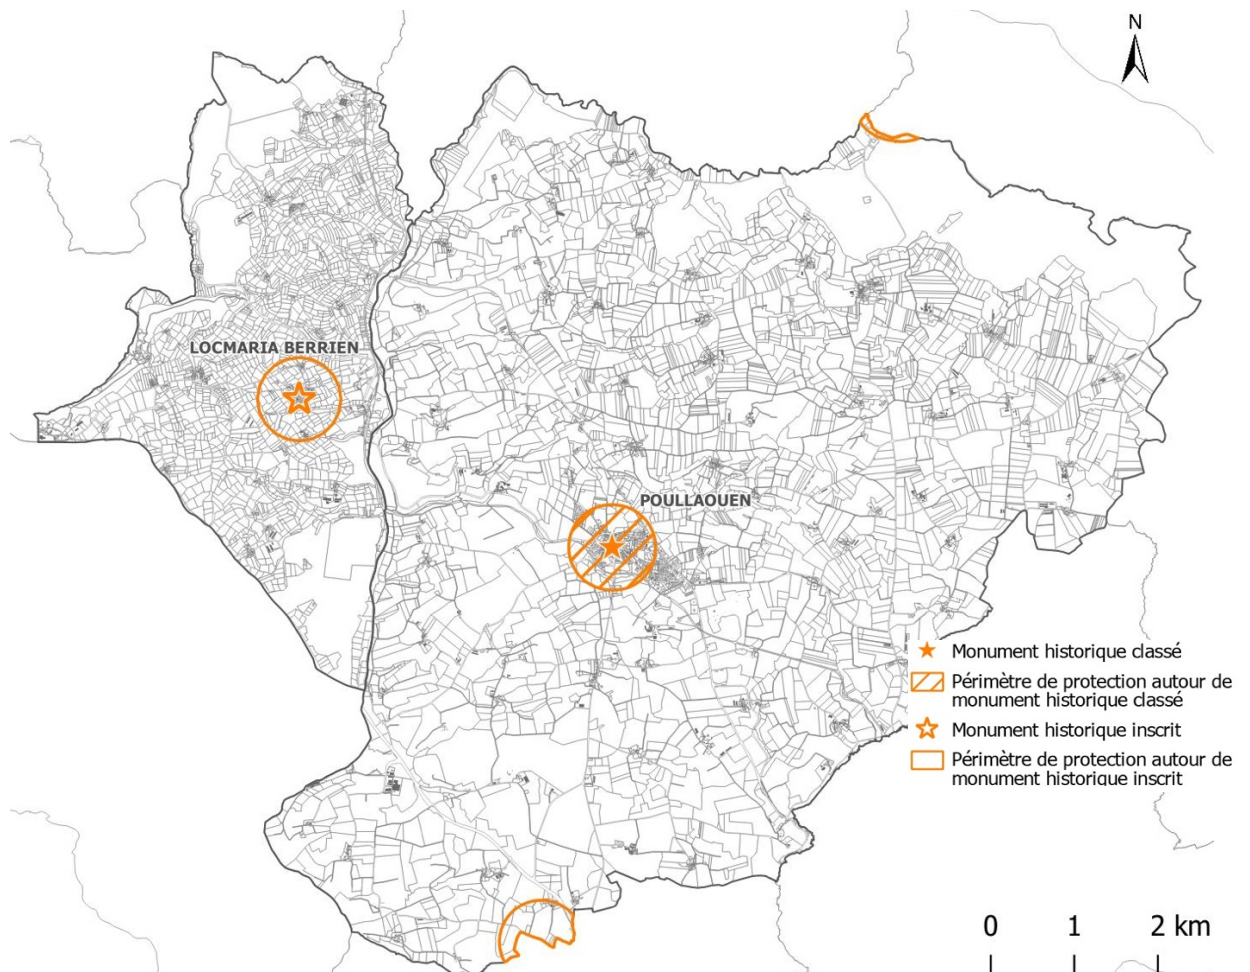 N
LOCMARIA BERRIEN
POULLAOUEN
Monument historique classé
Périmètre de protection autour de
monument historique classé
Monument historique inscrit
Périmètre de protection autour de
monument historique inscrit
0 1 2 km